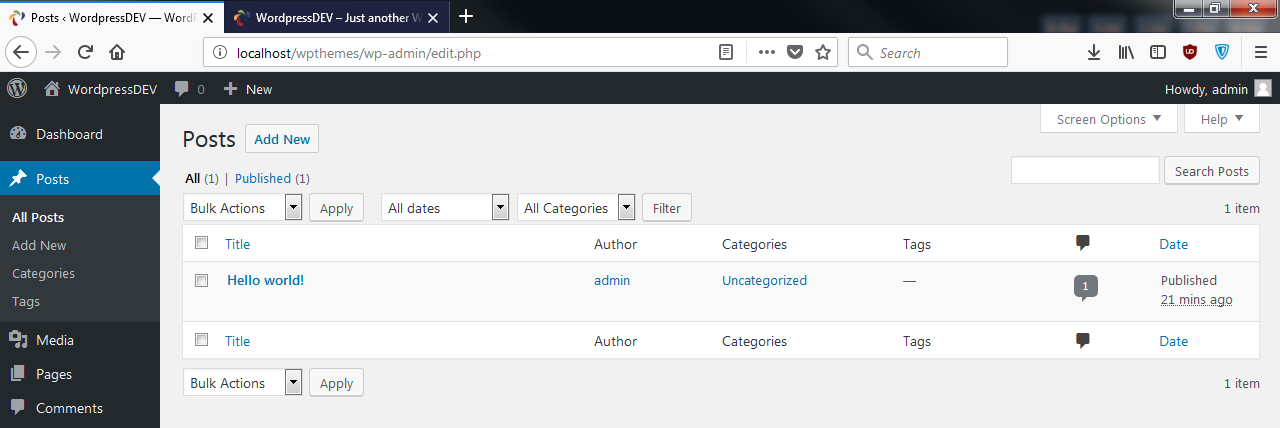 Posts ‹ WordpressDEV — WordP
WordpressDEV – Just another W
localhost/wpthemes/wp-admin/edit.php
Search
WordpressDEV 0 New
Howdy, admin
Dashboard
Posts
All Posts
Add New
Categories
Tags
Media
Pages
Comments
Screen Options Help
Posts Add New
All (1) | Published (1)
Search Posts
Bulk Actions Apply All dates All Categories Filter 1 item
Title Author Categories Tags Date
Hello world! admin Uncategorized — 1 Published
21 mins ago
Title Author Categories Tags Date
Bulk Actions Apply 1 item